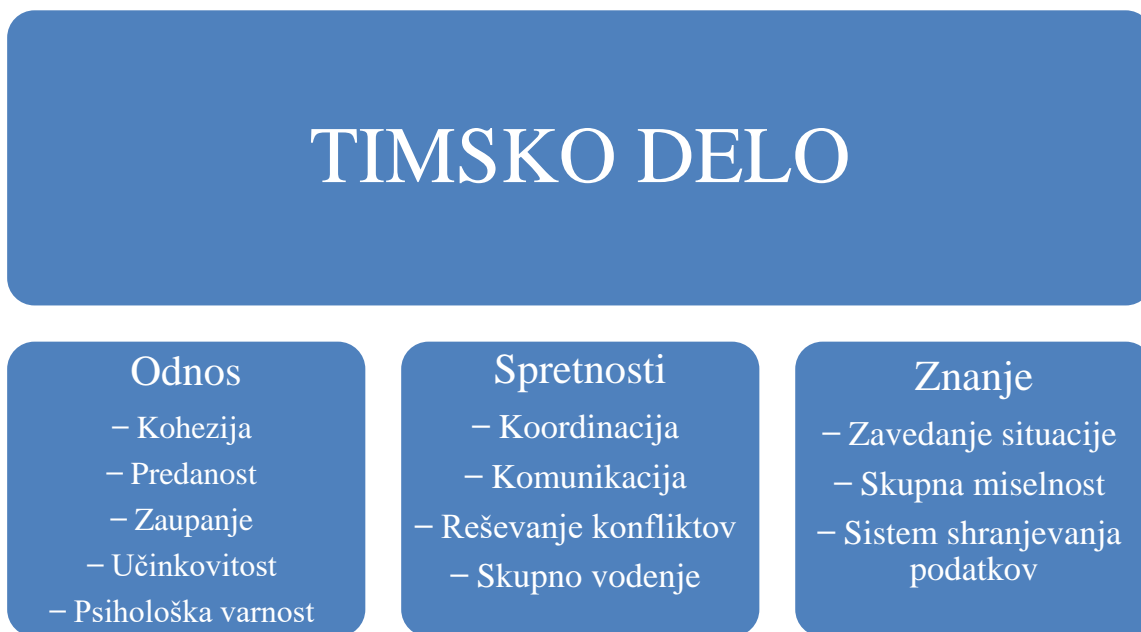 TIMSKO DELO
Odnos
– Kohezija
– Predanost
– Zaupanje
– Učinkovitost
– Psihološka varnost
Spretnosti
– Koordinacija
– Komunikacija
– Reševanje konfliktov
– Skupno vodenje
Znanje
– Zavedanje situacije
– Skupna miselnost
– Sistem shranjevanja
podatkov